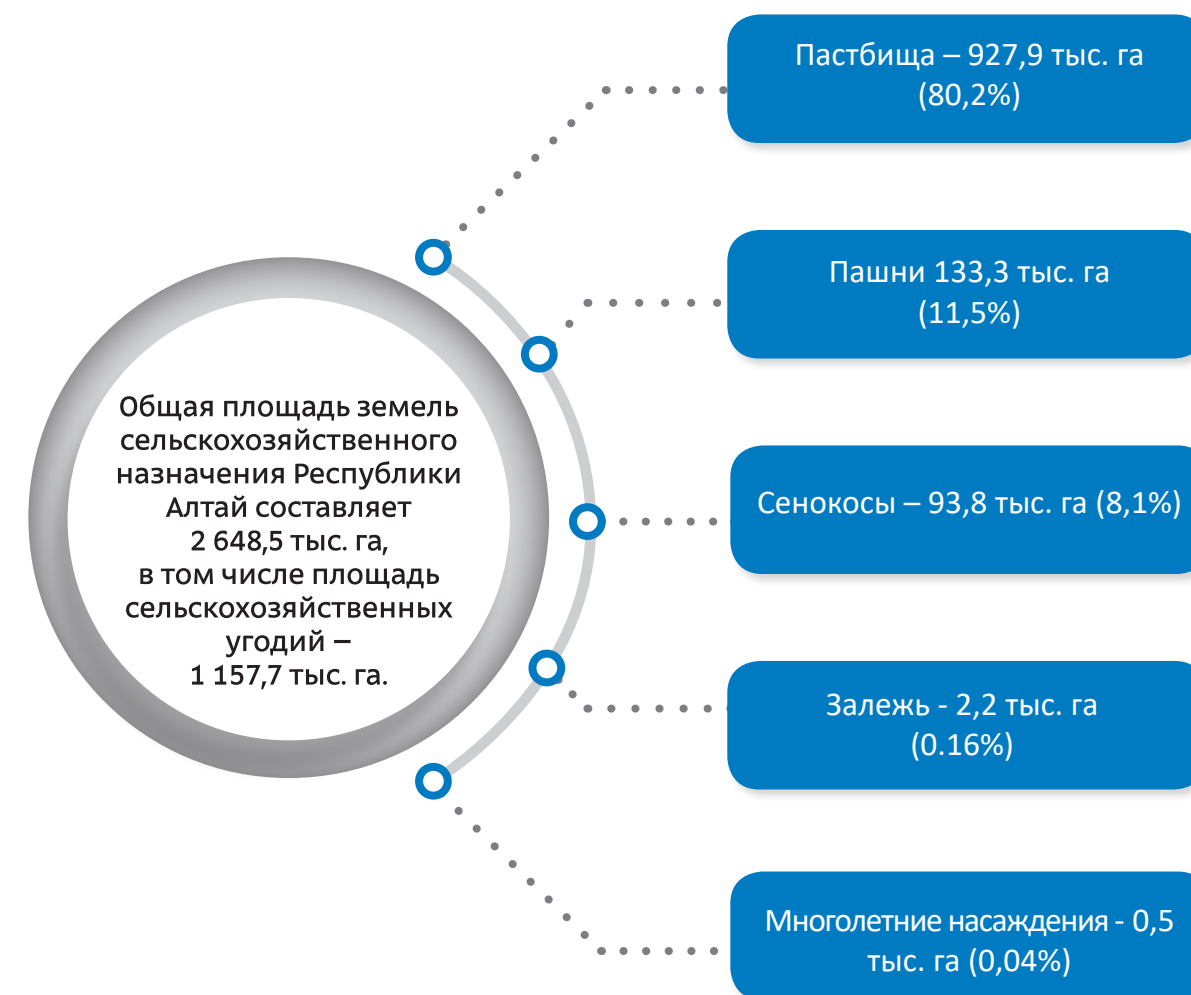 Пастбища – 927,9 тыс. га
(80,2%)
Пашни 133,3 тыс. га
(11,5%)
Общая площадь земель
сельскохозяйственного
назначения Республики
Алтай составляет
2 648,5 тыс. га,
в том числе площадь
сельскохозяйственных
угодий –
1 157,7 тыс. га.
Сенокосы – 93,8 тыс. га (8,1%)
Залежь - 2,2 тыс. га
(0.16%)
Многолетние насаждения - 0,5
тыс. га (0,04%)